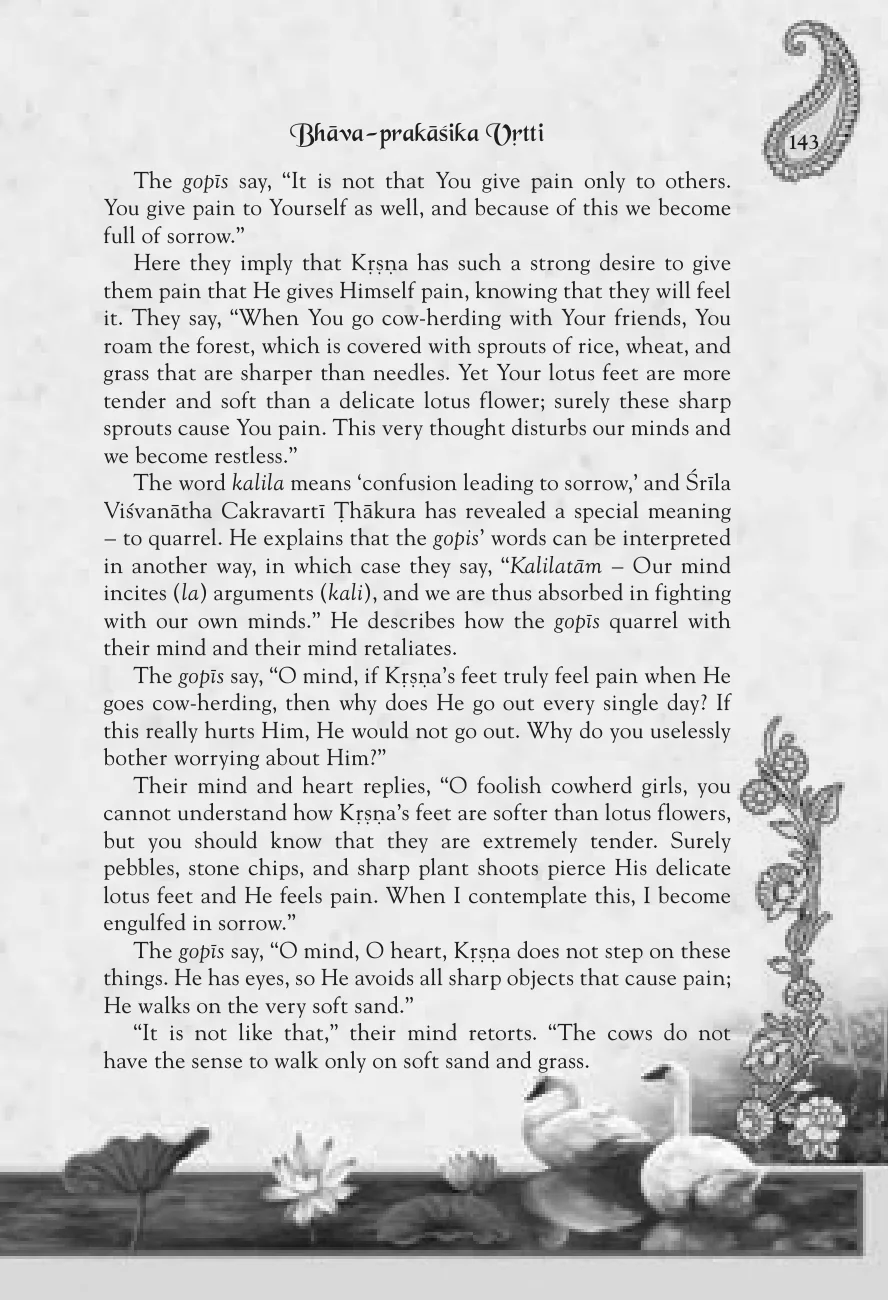 Bhāva-prakāśika Vṛtti
143
The gopīs say, “It is not that You give pain only to others.
You give pain to Yourself as well, and because of this we become
full of sorrow.”
Here they imply that Kṛṣṇa has such a strong desire to give
them pain that He gives Himself pain, knowing that they will feel
it. They say, “When You go cow-herding with Your friends, You
roam the forest, which is covered with sprouts of rice, wheat, and
grass that are sharper than needles. Yet Your lotus feet are more
tender and soft than a delicate lotus flower; surely these sharp
sprouts cause You pain. This very thought disturbs our minds and
we become restless.”
The word kalila means ‘confusion leading to sorrow,’ and Śrīla
Viśvanātha Cakravartī Ṭhākura has revealed a special meaning
– to quarrel. He explains that the gopis’ words can be interpreted
in another way, in which case they say, “Kalilatām – Our mind
incites (la) arguments (kali), and we are thus absorbed in fighting
with our own minds.” He describes how the gopīs quarrel with
their mind and their mind retaliates.
The gopīs say, “O mind, if Kṛṣṇa’s feet truly feel pain when He
goes cow-herding, then why does He go out every single day? If
this really hurts Him, He would not go out. Why do you uselessly
bother worrying about Him?”
Their mind and heart replies, “O foolish cowherd girls, you
cannot understand how Kṛṣṇa’s feet are softer than lotus flowers,
but you should know that they are extremely tender. Surely
pebbles, stone chips, and sharp plant shoots pierce His delicate
lotus feet and He feels pain. When I contemplate this, I become
engulfed in sorrow.”
The gopīs say, “O mind, O heart, Kṛṣṇa does not step on these
things. He has eyes, so He avoids all sharp objects that cause pain;
He walks on the very soft sand.”
“It is not like that,” their mind retorts. “The cows do not
have the sense to walk only on soft sand and grass.